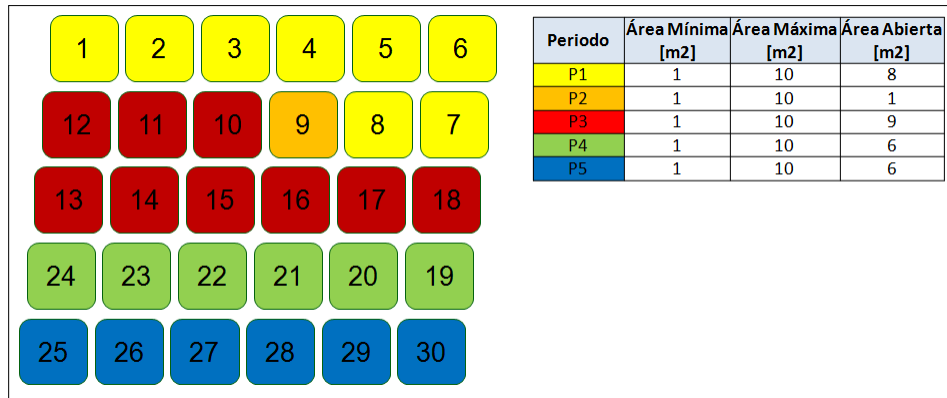 1 2 3 4 5 6
12 11 10 9 8 7
13 14 15 16 17 18
24 23 22 21 20 19
25 26 27 28 29 30
Periodo Área Mínima [m2] Área Máxima [m2] Área Abierta [m2]
P1 1 10 8
P2 1 10 1
P3 1 10 9
P4 1 10 6
P5 1 10 6